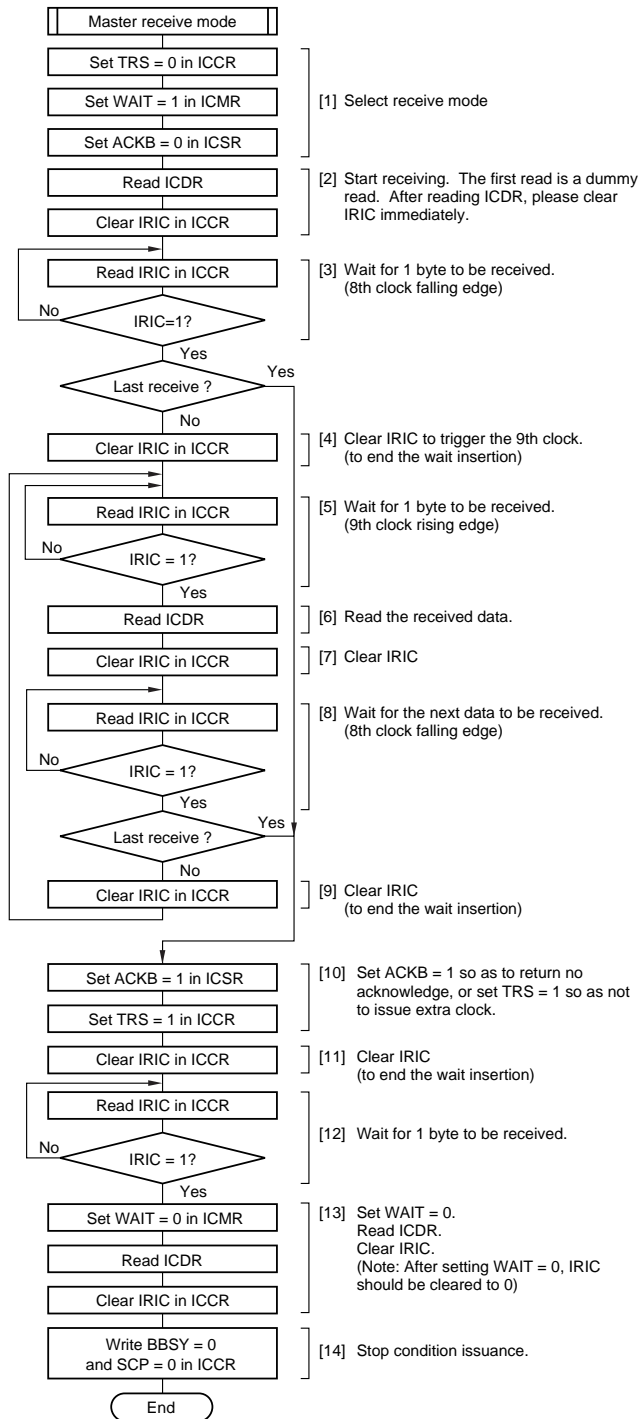 Master receive mode
Set TRS = 0 in ICCR
Set WAIT = 1 in ICMR
Set ACKB = 0 in ICSR
[1] Select receive mode
Read ICDR
Clear IRIC in ICCR
[2] Start receiving. The first read is a dummy
read. After reading ICDR, please clear
IRIC immediately.
Read IRIC in ICCR
No
IRIC=1?
Yes
[3] Wait for 1 byte to be received.
(8th clock falling edge)
Last receive ?
Yes
No
Clear IRIC in ICCR
[4] Clear IRIC to trigger the 9th clock.
(to end the wait insertion)
Read IRIC in ICCR
No
IRIC = 1?
Yes
[5] Wait for 1 byte to be received.
(9th clock rising edge)
Read ICDR
[6] Read the received data.
Clear IRIC in ICCR
[7] Clear IRIC
Read IRIC in ICCR
No
IRIC = 1?
Yes
[8] Wait for the next data to be received.
(8th clock falling edge)
Last receive ?
Yes
No
Clear IRIC in ICCR
[9] Clear IRIC
(to end the wait insertion)
Set ACKB = 1 in ICSR
Set TRS = 1 in ICCR
[10] Set ACKB = 1 so as to return no
acknowledge, or set TRS = 1 so as not
to issue extra clock.
Clear IRIC in ICCR
[11] Clear IRIC
(to end the wait insertion)
Read IRIC in ICCR
No
IRIC = 1?
Yes
[12] Wait for 1 byte to be received.
Set WAIT = 0 in ICMR
Read ICDR
Clear IRIC in ICCR
[13] Set WAIT = 0.
Read ICDR.
Clear IRIC.
(Note: After setting WAIT = 0, IRIC
should be cleared to 0)
Write BBSY = 0
and SCP = 0 in ICCR
[14] Stop condition issuance.
End